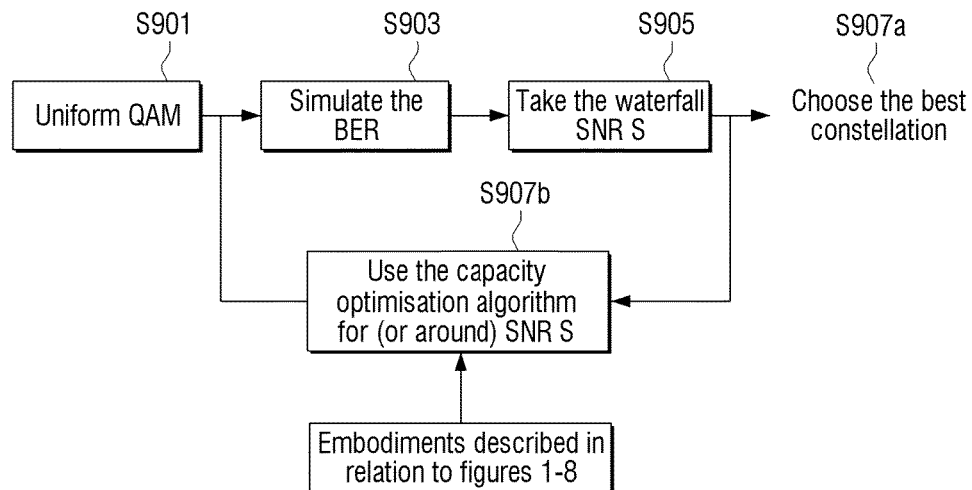 S901
S903
S905
S907a
Uniform QAM
Simulate the
BER
Take the waterfall
SNR S
Choose the best
constellation
S907b
Use the capacity
optimisation algorithm
for (or around) SNR S
Embodiments described in
relation to figures 1-8